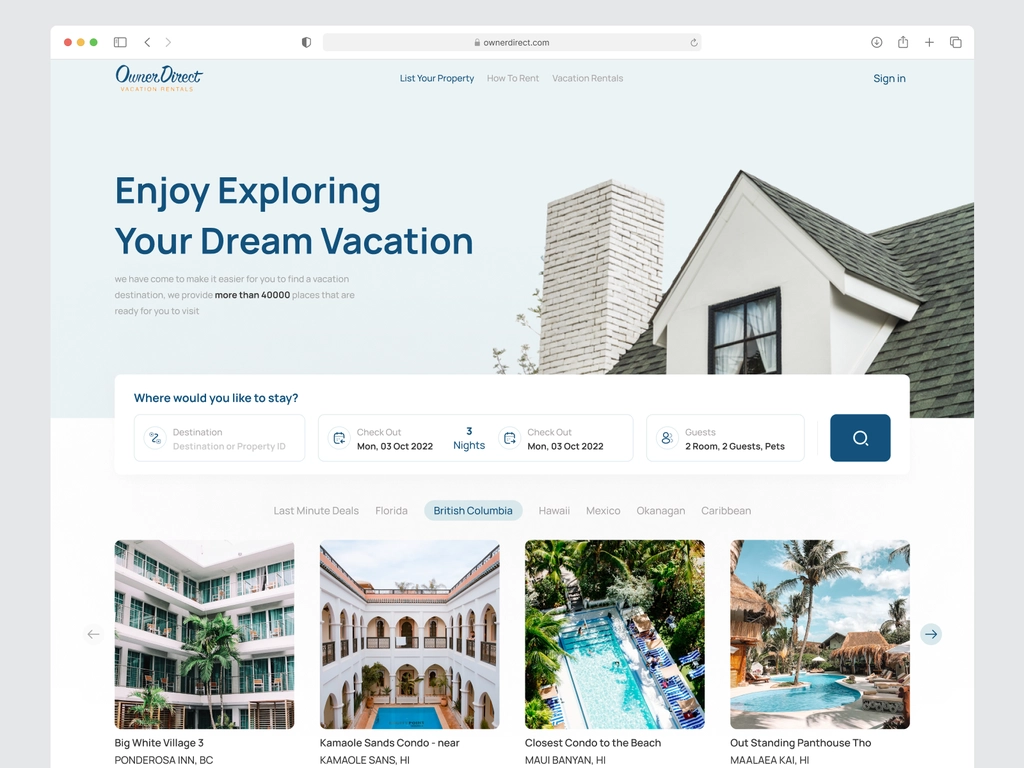 ownerdirect.com
Owner Direct
VACATION RENTALS
List Your Property
How To Rent
Vacation Rentals
Sign in
Enjoy Exploring
Your Dream Vacation
we have come to make it easier for you to find a vacation
destination, we provide more than 40000 places that are
ready for you to visit
Where would you like to stay?
Destination
Destination or Property ID
Check Out
Mon, 03 Oct 2022
3
Nights
Check Out
Mon, 03 Oct 2022
Guests
2 Room, 2 Guests, Pets
Last Minute Deals
Florida
British Columbia
Hawaii
Mexico
Okanagan
Caribbean
Big White Village 3
PONDEROSA INN, BC
Kamaole Sands Condo - near
KAMAOLE SANS, HI
Closest Condo to the Beach
MAUI BANYAN, HI
Out Standing Panthouse Tho
MAALAEA KAI, HI